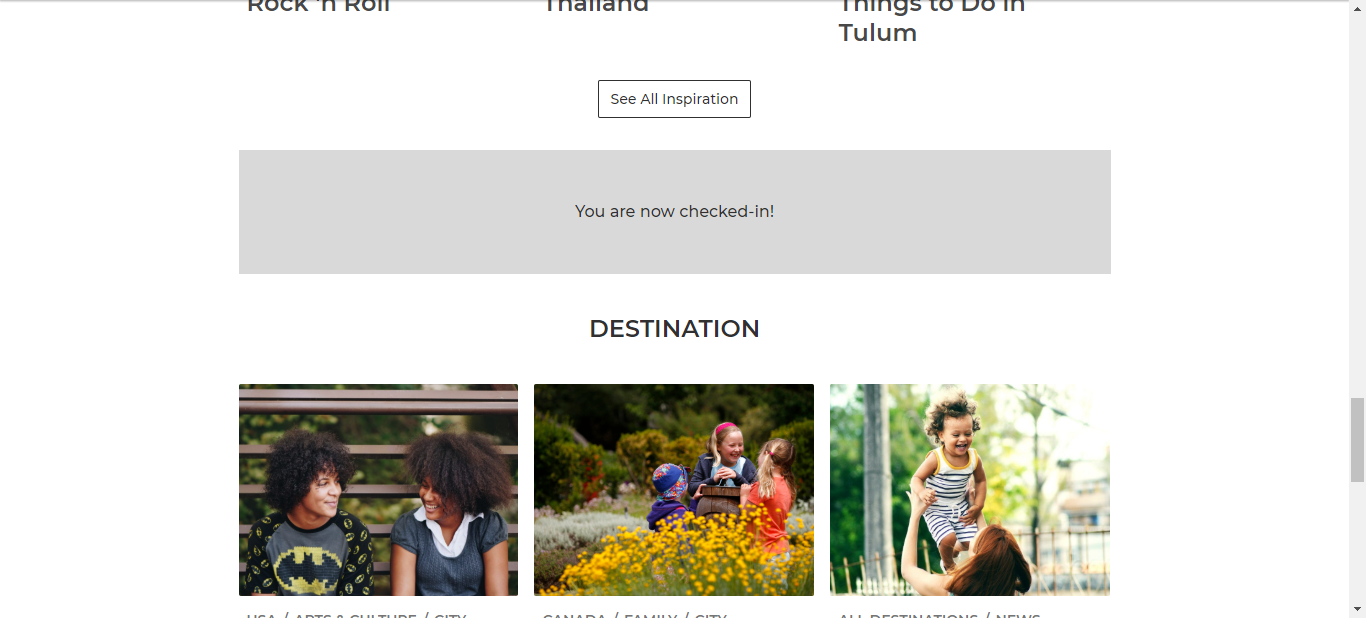 Rock 'n Roll
Thailand
Things to Do in
Tulum
See All Inspiration
You are now checked-in!
DESTINATION
USA / ARTS & CULTURE / CITY
CANADA / FAMILY / CITY
ALL DESTINATIONS / NEWS